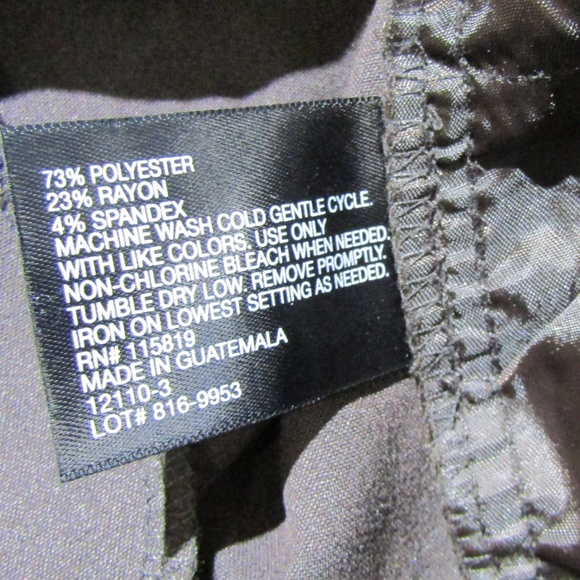 73% POLYESTER
23% RAYON
4% SPANDEX
MACHINE WASH COLD GENTLE CYCLE.
WITH LIKE COLORS. USE ONLY
NON-CHLORINE BLEACH WHEN NEEDED.
TUMBLE DRY LOW. REMOVE PROMPTLY.
IRON ON LOWEST SETTING AS NEEDED.
RN# 115819
MADE IN GUATEMALA
12110-3
LOT# 816-9953